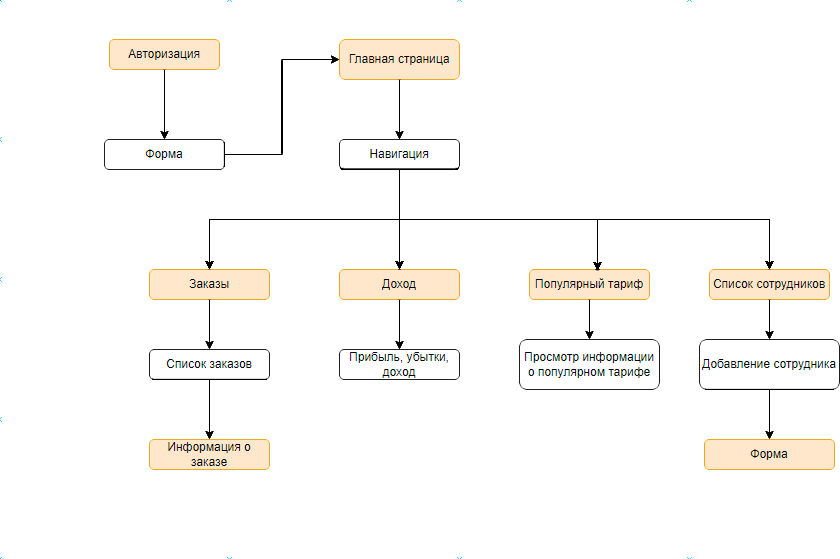 Авторизация
Главная страница
Форма
Навигация
Заказы
Доход
Популярный тариф
Список сотрудников
Список заказов
Прибыль, убытки,
доход
Просмотр информации
о популярном тарифе
Добавление сотрудника
Информация о
заказе
Форма